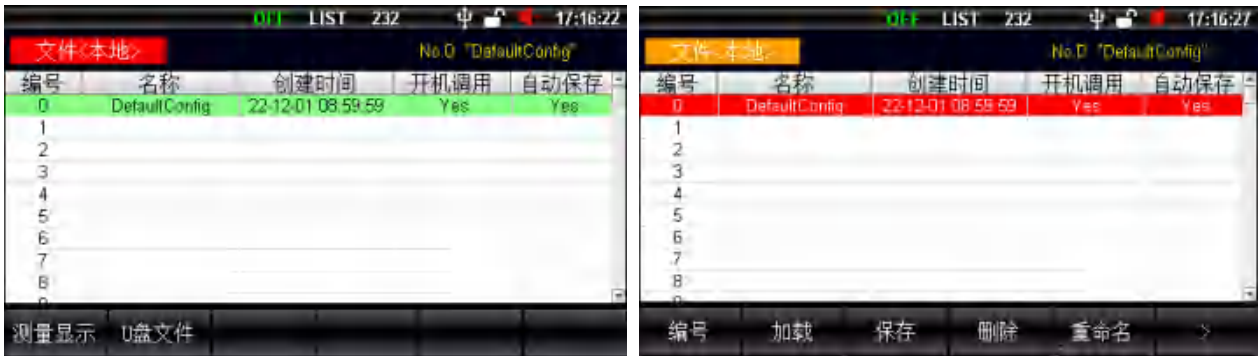 OFF LIST 232 17:16:22
文件<本地> No.0 "DefaultConfig"
编号 名称 创建时间 开机调用 自动保存
0 DefaultConfig 22-12-01 08:59:59 Yes Yes
1
2
3
4
5
6
7
8
测量显示 U盘文件
OFF LIST 232 17:16:27
文件<本地> No.0 "DefaultConfig"
编号 名称 创建时间 开机调用 自动保存
0 DefaultConfig 22-12-01 08:59:59 Yes Yes
1
2
3
4
5
6
7
8
编号 加载 保存 删除 重命名 >